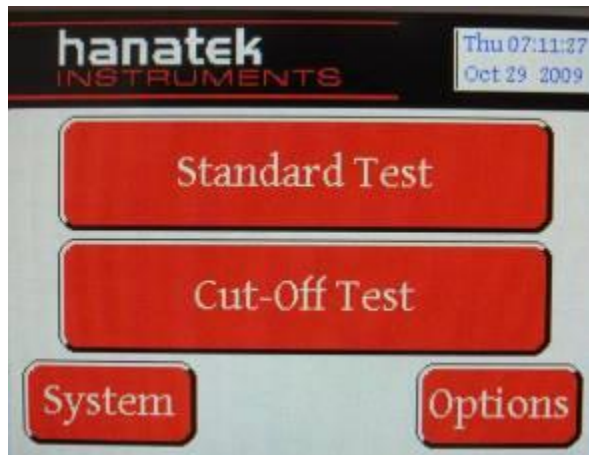 hanatek
INSTRUMENTS
Thu 07:11:27
Oct 29 2009
Standard Test
Cut-Off Test
System
Options